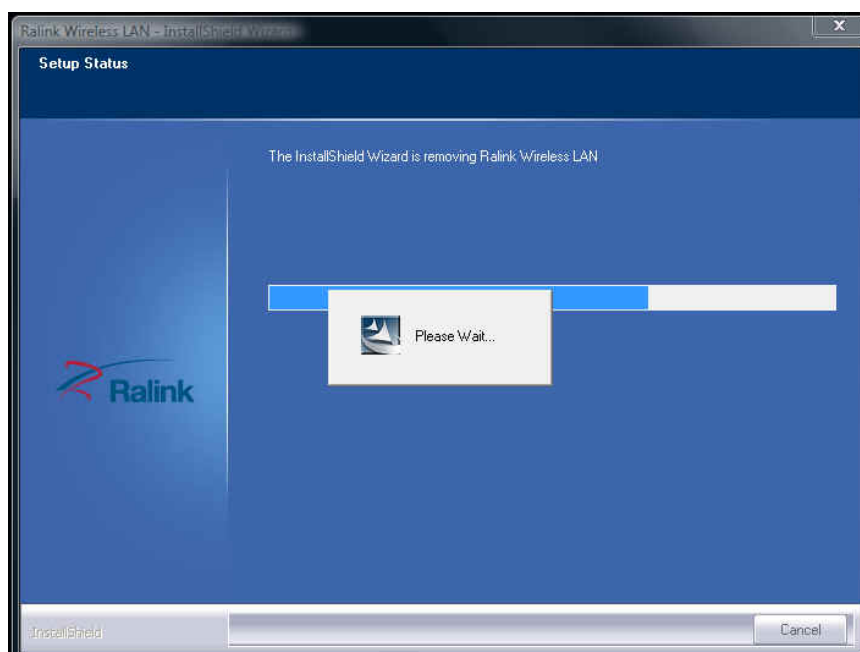 Ralink Wireless LAN - InstallShield Wizard
Setup Status
The InstallShield Wizard is removing Ralink Wireless LAN
Please Wait...
Ralink
InstallShield
Cancel